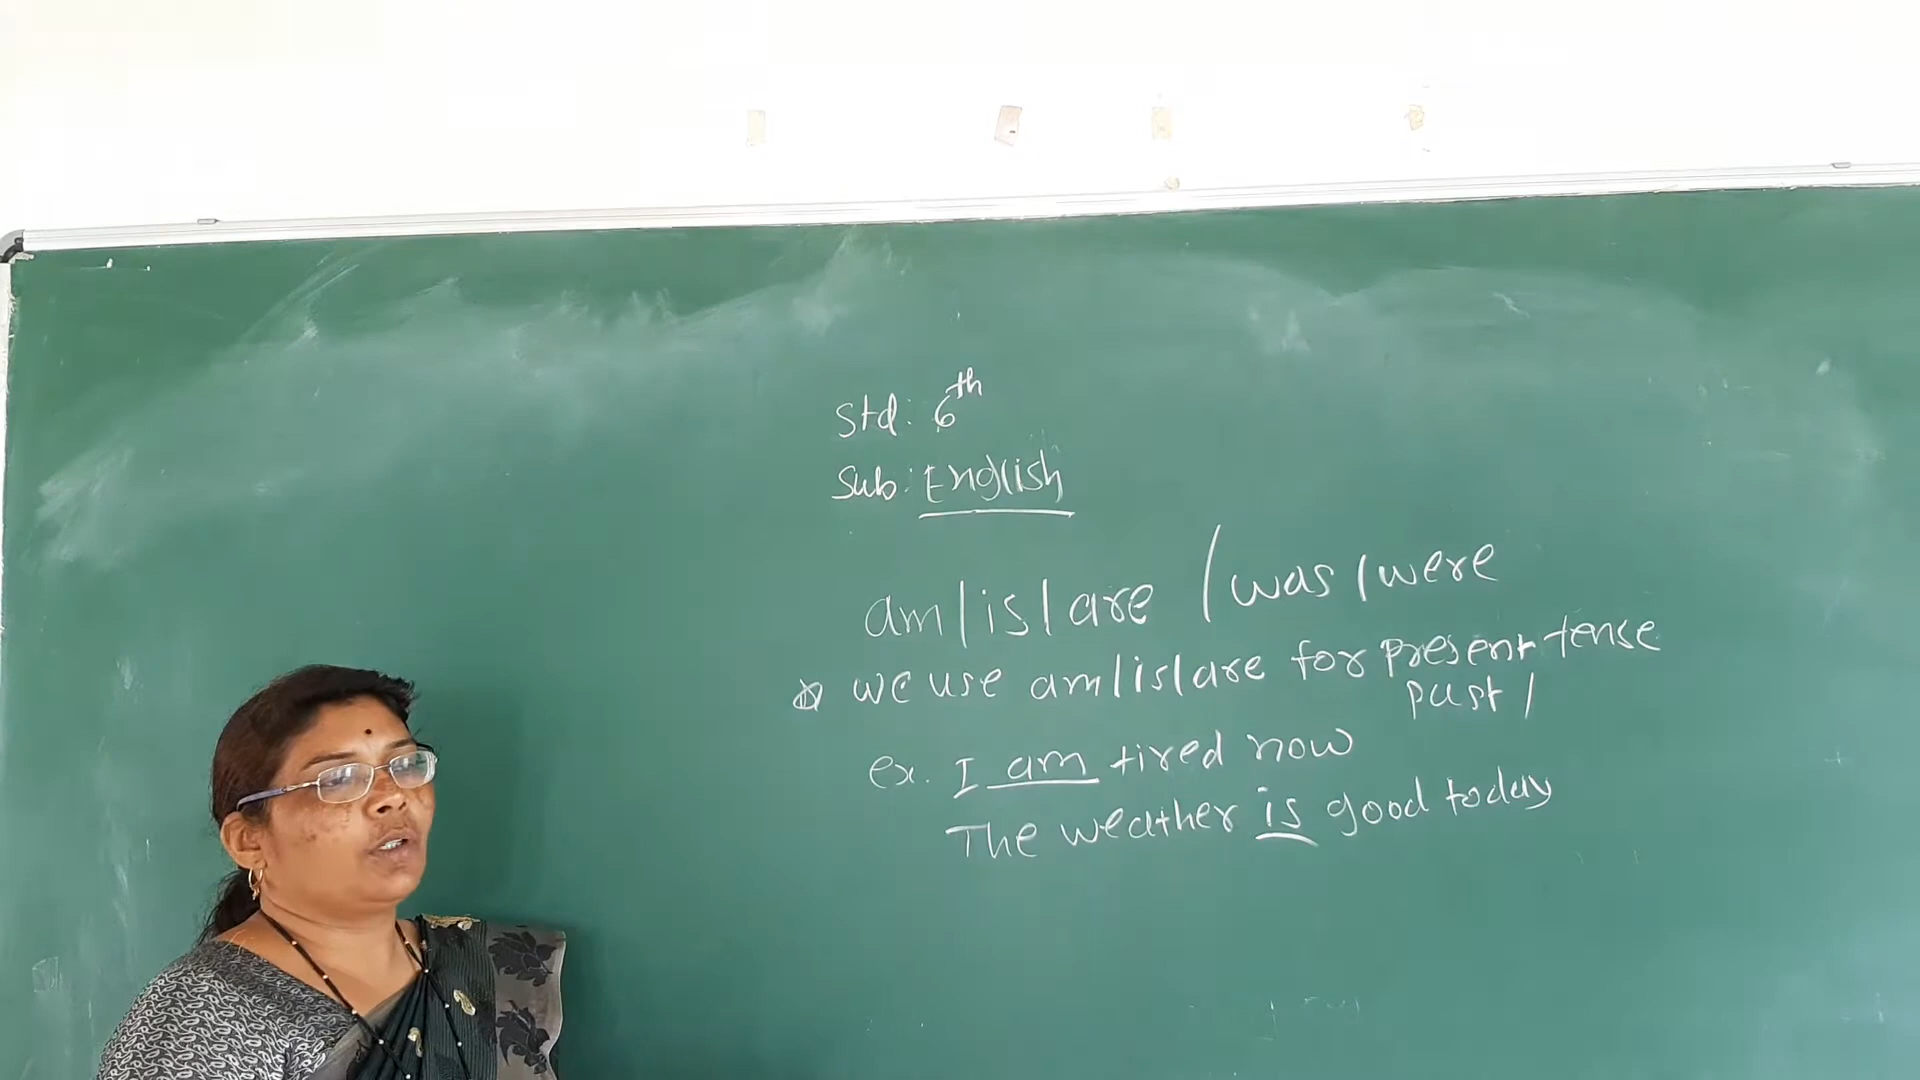 Std: 6th
Sub: English
am/is/are / was/were
we use am/is/are for present tense
past /
ex. I am tired now
The weather is good today